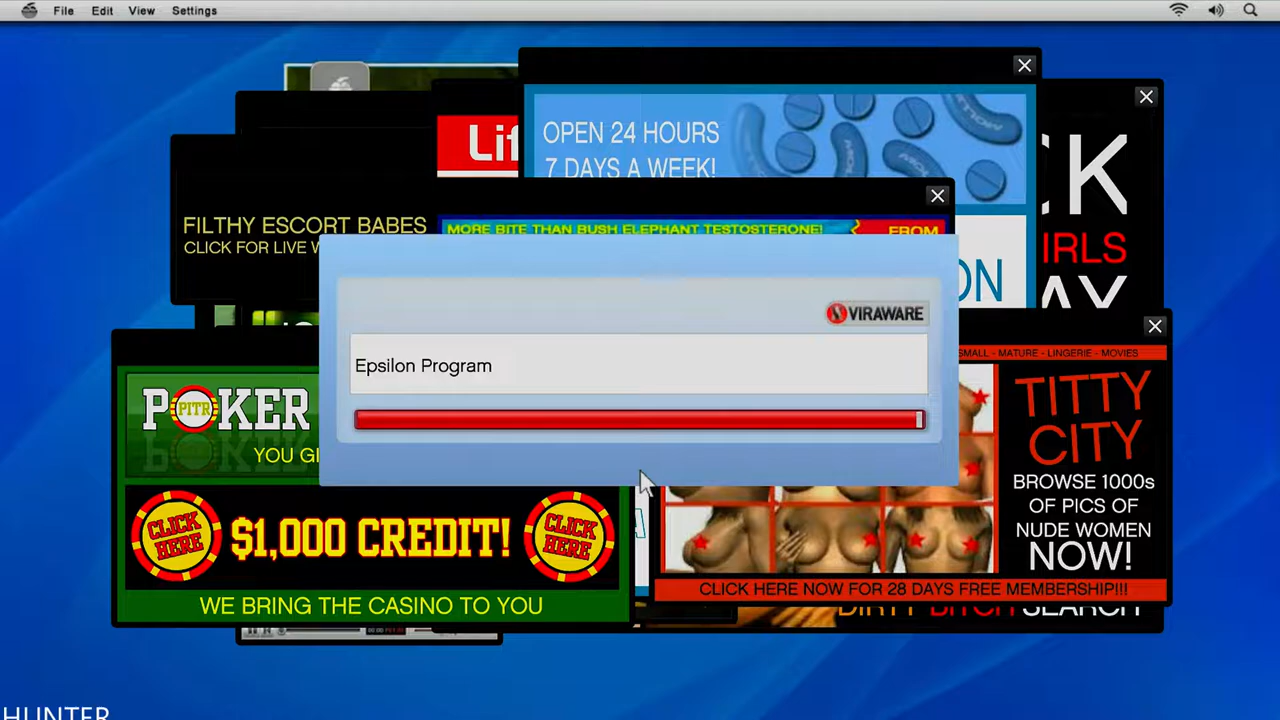 File Edit View Settings
OPEN 24 HOURS
7 DAYS A WEEK!
FILTHY ESCORT BABES
CLICK FOR LIVE
MORE BITE THAN BUSH ELEPHANT TESTOSTERONE!
FROM
VIRAWARE
Epsilon Program
POKER
PITR
YOU
CLICK HERE
$1,000 CREDIT!
CLICK HERE
WE BRING THE CASINO TO YOU
SMALL - MATURE - LINGERIE - MOVIES
TITTY
CITY
BROWSE 1000s
OF PICS OF
NUDE WOMEN
NOW!
CLICK HERE NOW FOR 28 DAYS FREE MEMBERSHIP!!!
DIRTY BITCH SEARCH
HUNTER